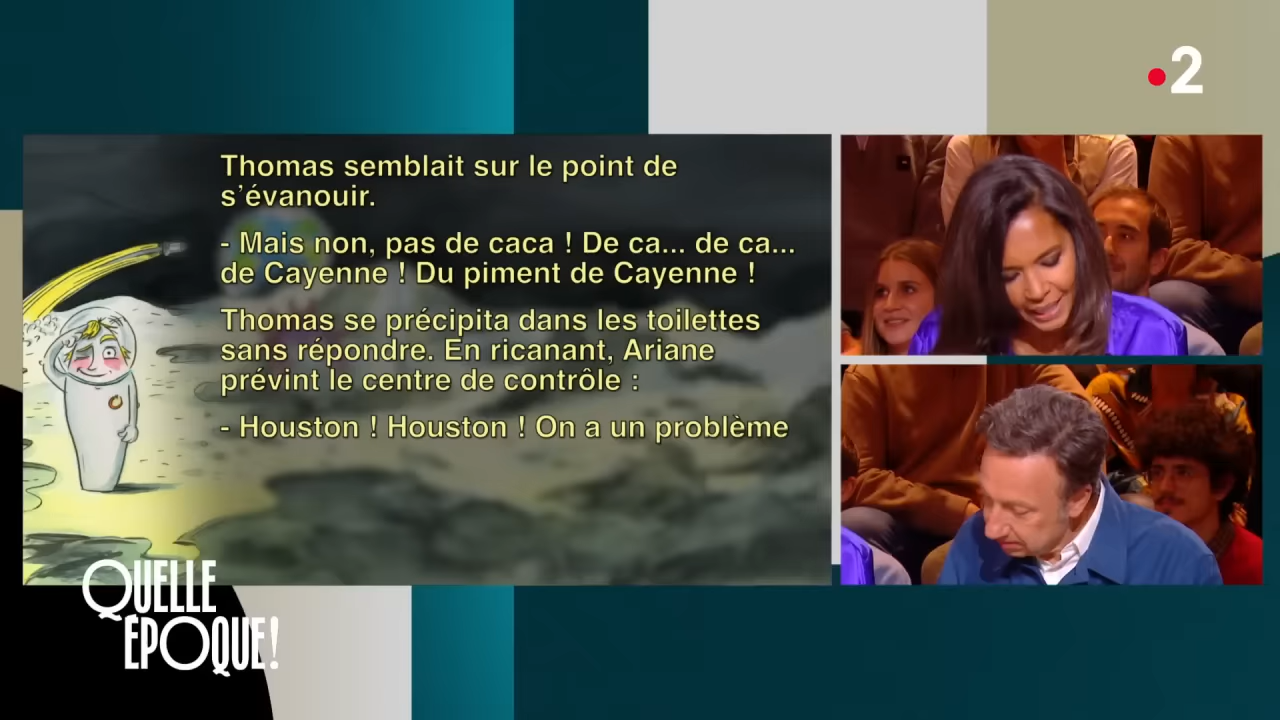 2
Thomas semblait sur le point de
s’évanouir.
- Mais non, pas de caca ! De ca... de ca...
de Cayenne ! Du piment de Cayenne !
Thomas se précipita dans les toilettes
sans répondre. En ricanant, Ariane
prévint le centre de contrôle :
- Houston ! Houston ! On a un problème
QUELLE
EPOQUE!